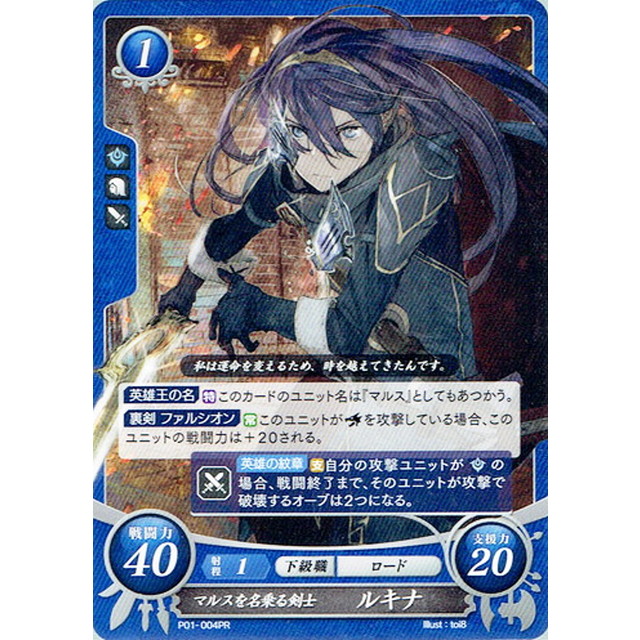 1
私は運命を変えるため、時を越えてきたんです。
英雄王の名 特 このカードのユニット名は『マルス』としてもあつかう。
裏剣 ファルシオン 常 このユニットが を攻撃している場合、この
ユニットの戦闘力は+20される。
英雄の紋章 支 自分の攻撃ユニットが の
場合、戦闘終了まで、そのユニットが攻撃で
破壊するオーブは2つになる。
戦闘力
40
射程 1 下級職 ロード
支援力
20
マルスを名乗る剣士 ルキナ
P01-004PR
Illust : toi8